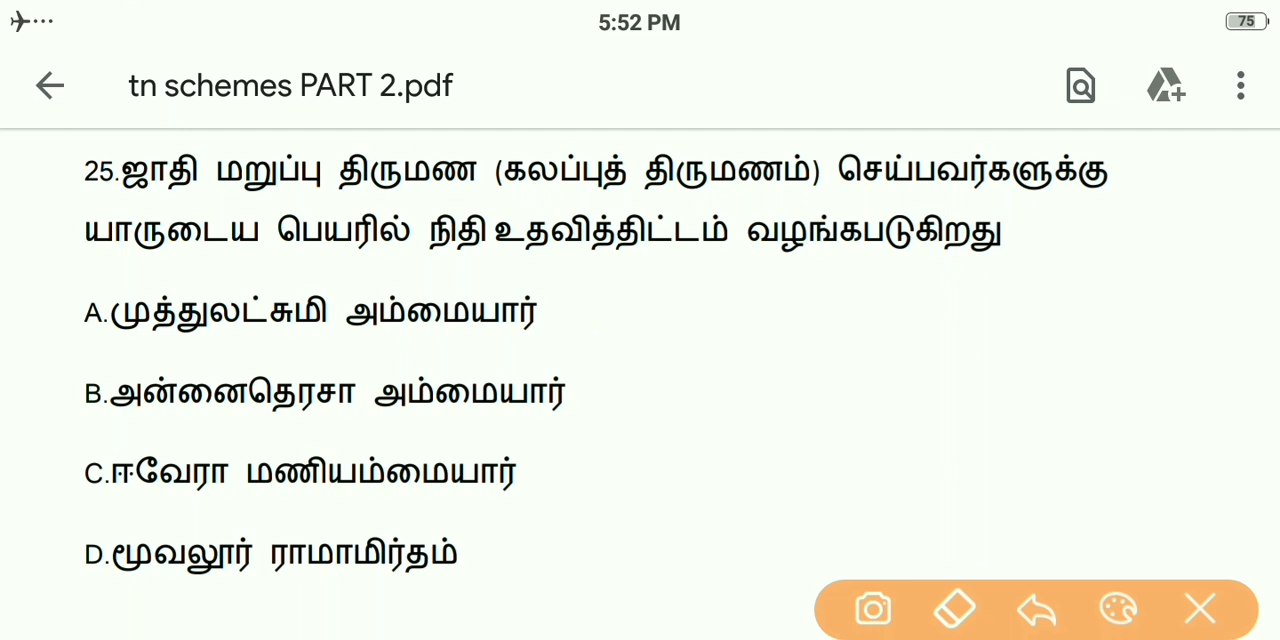 5:52 PM
75
tn schemes PART 2.pdf
25.ஜாதி மறுப்பு திருமண (கலப்புத் திருமணம்) செய்பவர்களுக்கு
யாருடைய பெயரில் நிதி உதவித்திட்டம் வழங்கபடுகிறது
A.முத்துலட்சுமி அம்மையார்
B.அன்னைதெரசா அம்மையார்
C.ஈவேரா மணியம்மையார்
D.மூவலூர் ராமாமிர்தம்